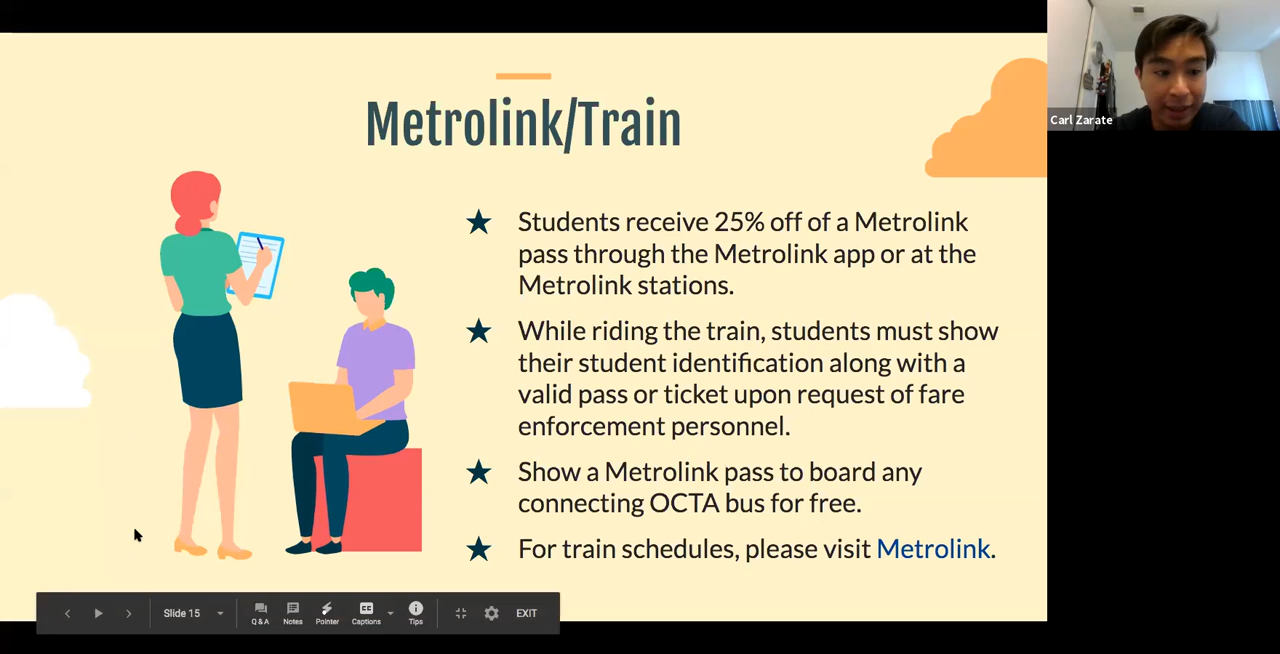 Metrolink/Train
Carl Zarate
★ Students receive 25% off of a Metrolink
pass through the Metrolink app or at the
Metrolink stations.
★ While riding the train, students must show
their student identification along with a
valid pass or ticket upon request of fare
enforcement personnel.
★ Show a Metrolink pass to board any
connecting OCTA bus for free.
★ For train schedules, please visit Metrolink.
Slide 15
Q & A
Notes
Pointer
CC
Captions
Tips
EXIT